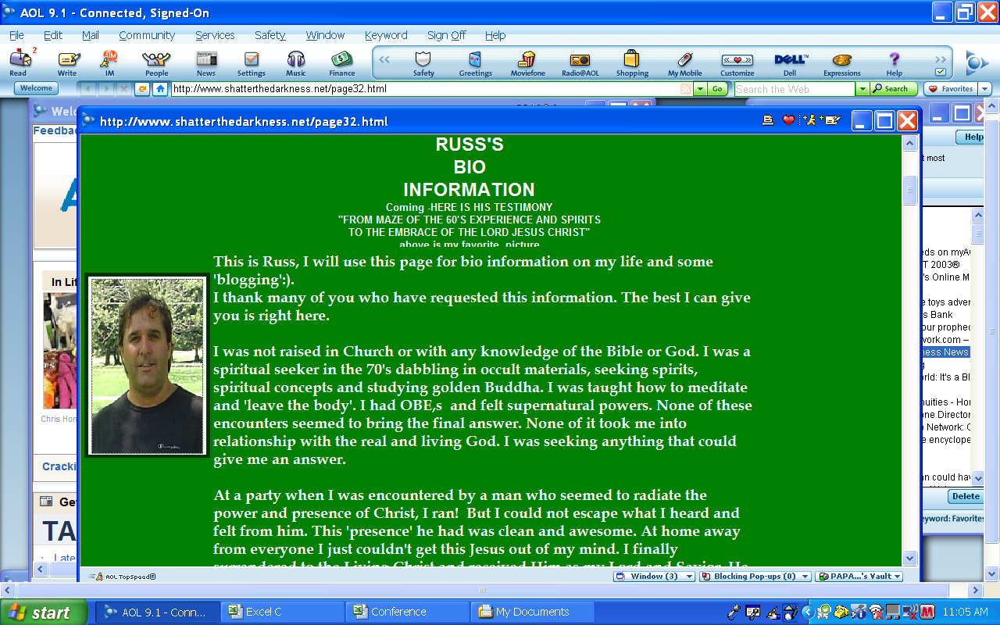 AOL 9.1 - Connected, Signed-On
File Edit Mail Community Services Safety Window Keyword Sign Off Help
2
Read Write IM People News Settings Music Finance Safety Greetings Moviefone Radio@AOL Shopping My Mobile Customize Dell Expressions Help
Welcome http://www.shatterthedarkness.net/page32.html Go Search the Web Search Favorites
http://www.shatterthedarkness.net/page32.html
Help
most
RUSS'S
BIO
INFORMATION
Coming -HERE IS HIS TESTIMONY
"FROM MAZE OF THE 60'S EXPERIENCE AND SPIRITS
TO THE EMBRACE OF THE LORD JESUS CHRIST"
above is my favorite picture
This is Russ, I will use this page for bio information on my life and some
'blogging':).
I thank many of you who have requested this information. The best I can give
you is right here.
I was not raised in Church or with any knowledge of the Bible or God. I was a
spiritual seeker in the 70's dabbling in occult materials, seeking spirits,
spiritual concepts and studying golden Buddha. I was taught how to meditate
and 'leave the body'. I had OBE,s and felt supernatural powers. None of these
encounters seemed to bring the final answer. None of it took me into
relationship with the real and living God. I was seeking anything that could
give me an answer.
At a party when I was encountered by a man who seemed to radiate the
power and presence of Christ, I ran! But I could not escape what I heard and
felt from him. This 'presence' he had was clean and awesome. At home away
from everyone I just couldn't get this Jesus out of my mind. I finally
surrendered to the Living Christ and received Him as my Lord and Savior. He
Feedba
In Lif
Chris Hon
Cracki
Ge
TA
Late
eds on myA
T 2003®
's Online M
e toys adver
s Bank
our prophe
work.com –
ness News
g
rld: It's a Bl
nuities - Ho
one Director
Network: C
e encyclope
n could hav
Delete
eyword: Favorites
AOL TopSpeed® Window (3) Blocking Pop-ups (0) PAPA...'s Vault
start AOL 9.1 - Conn... Excel C Conference My Documents 11:05 AM